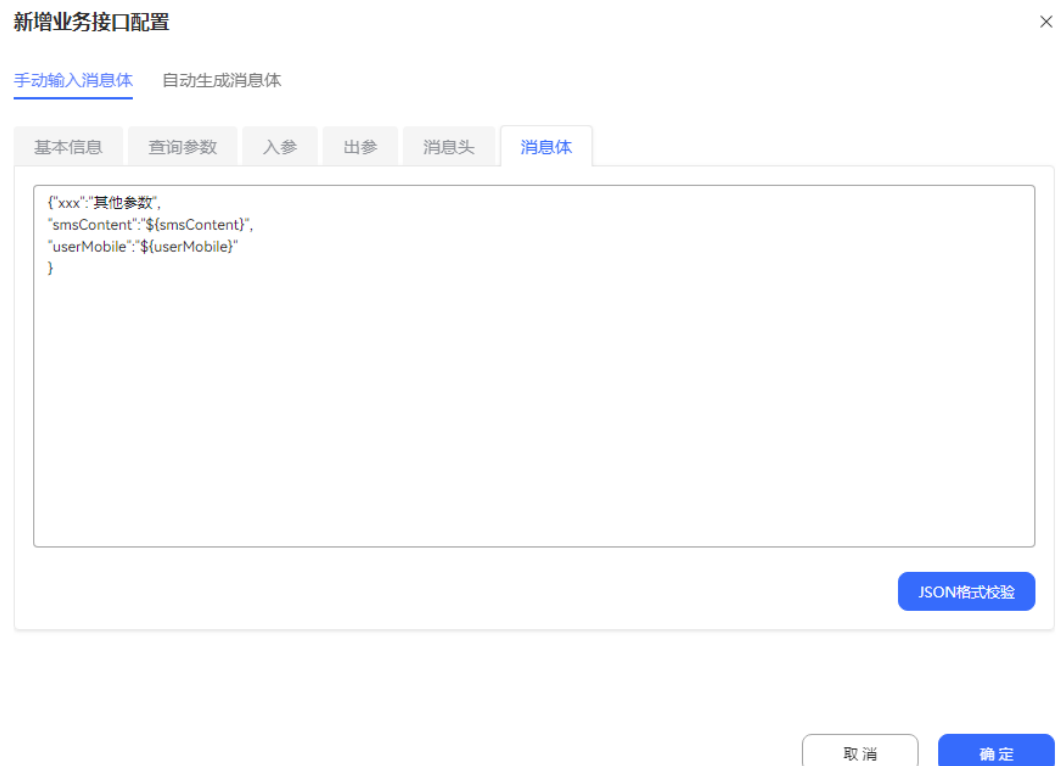 新增业务接口配置
手动输入消息体 自动生成消息体
基本信息 查询参数 入参 出参 消息头 消息体
{"xxx":"其他参数",
"smsContent":"${smsContent}",
"userMobile":"${userMobile}"
}
JSON格式校验
取消 确定